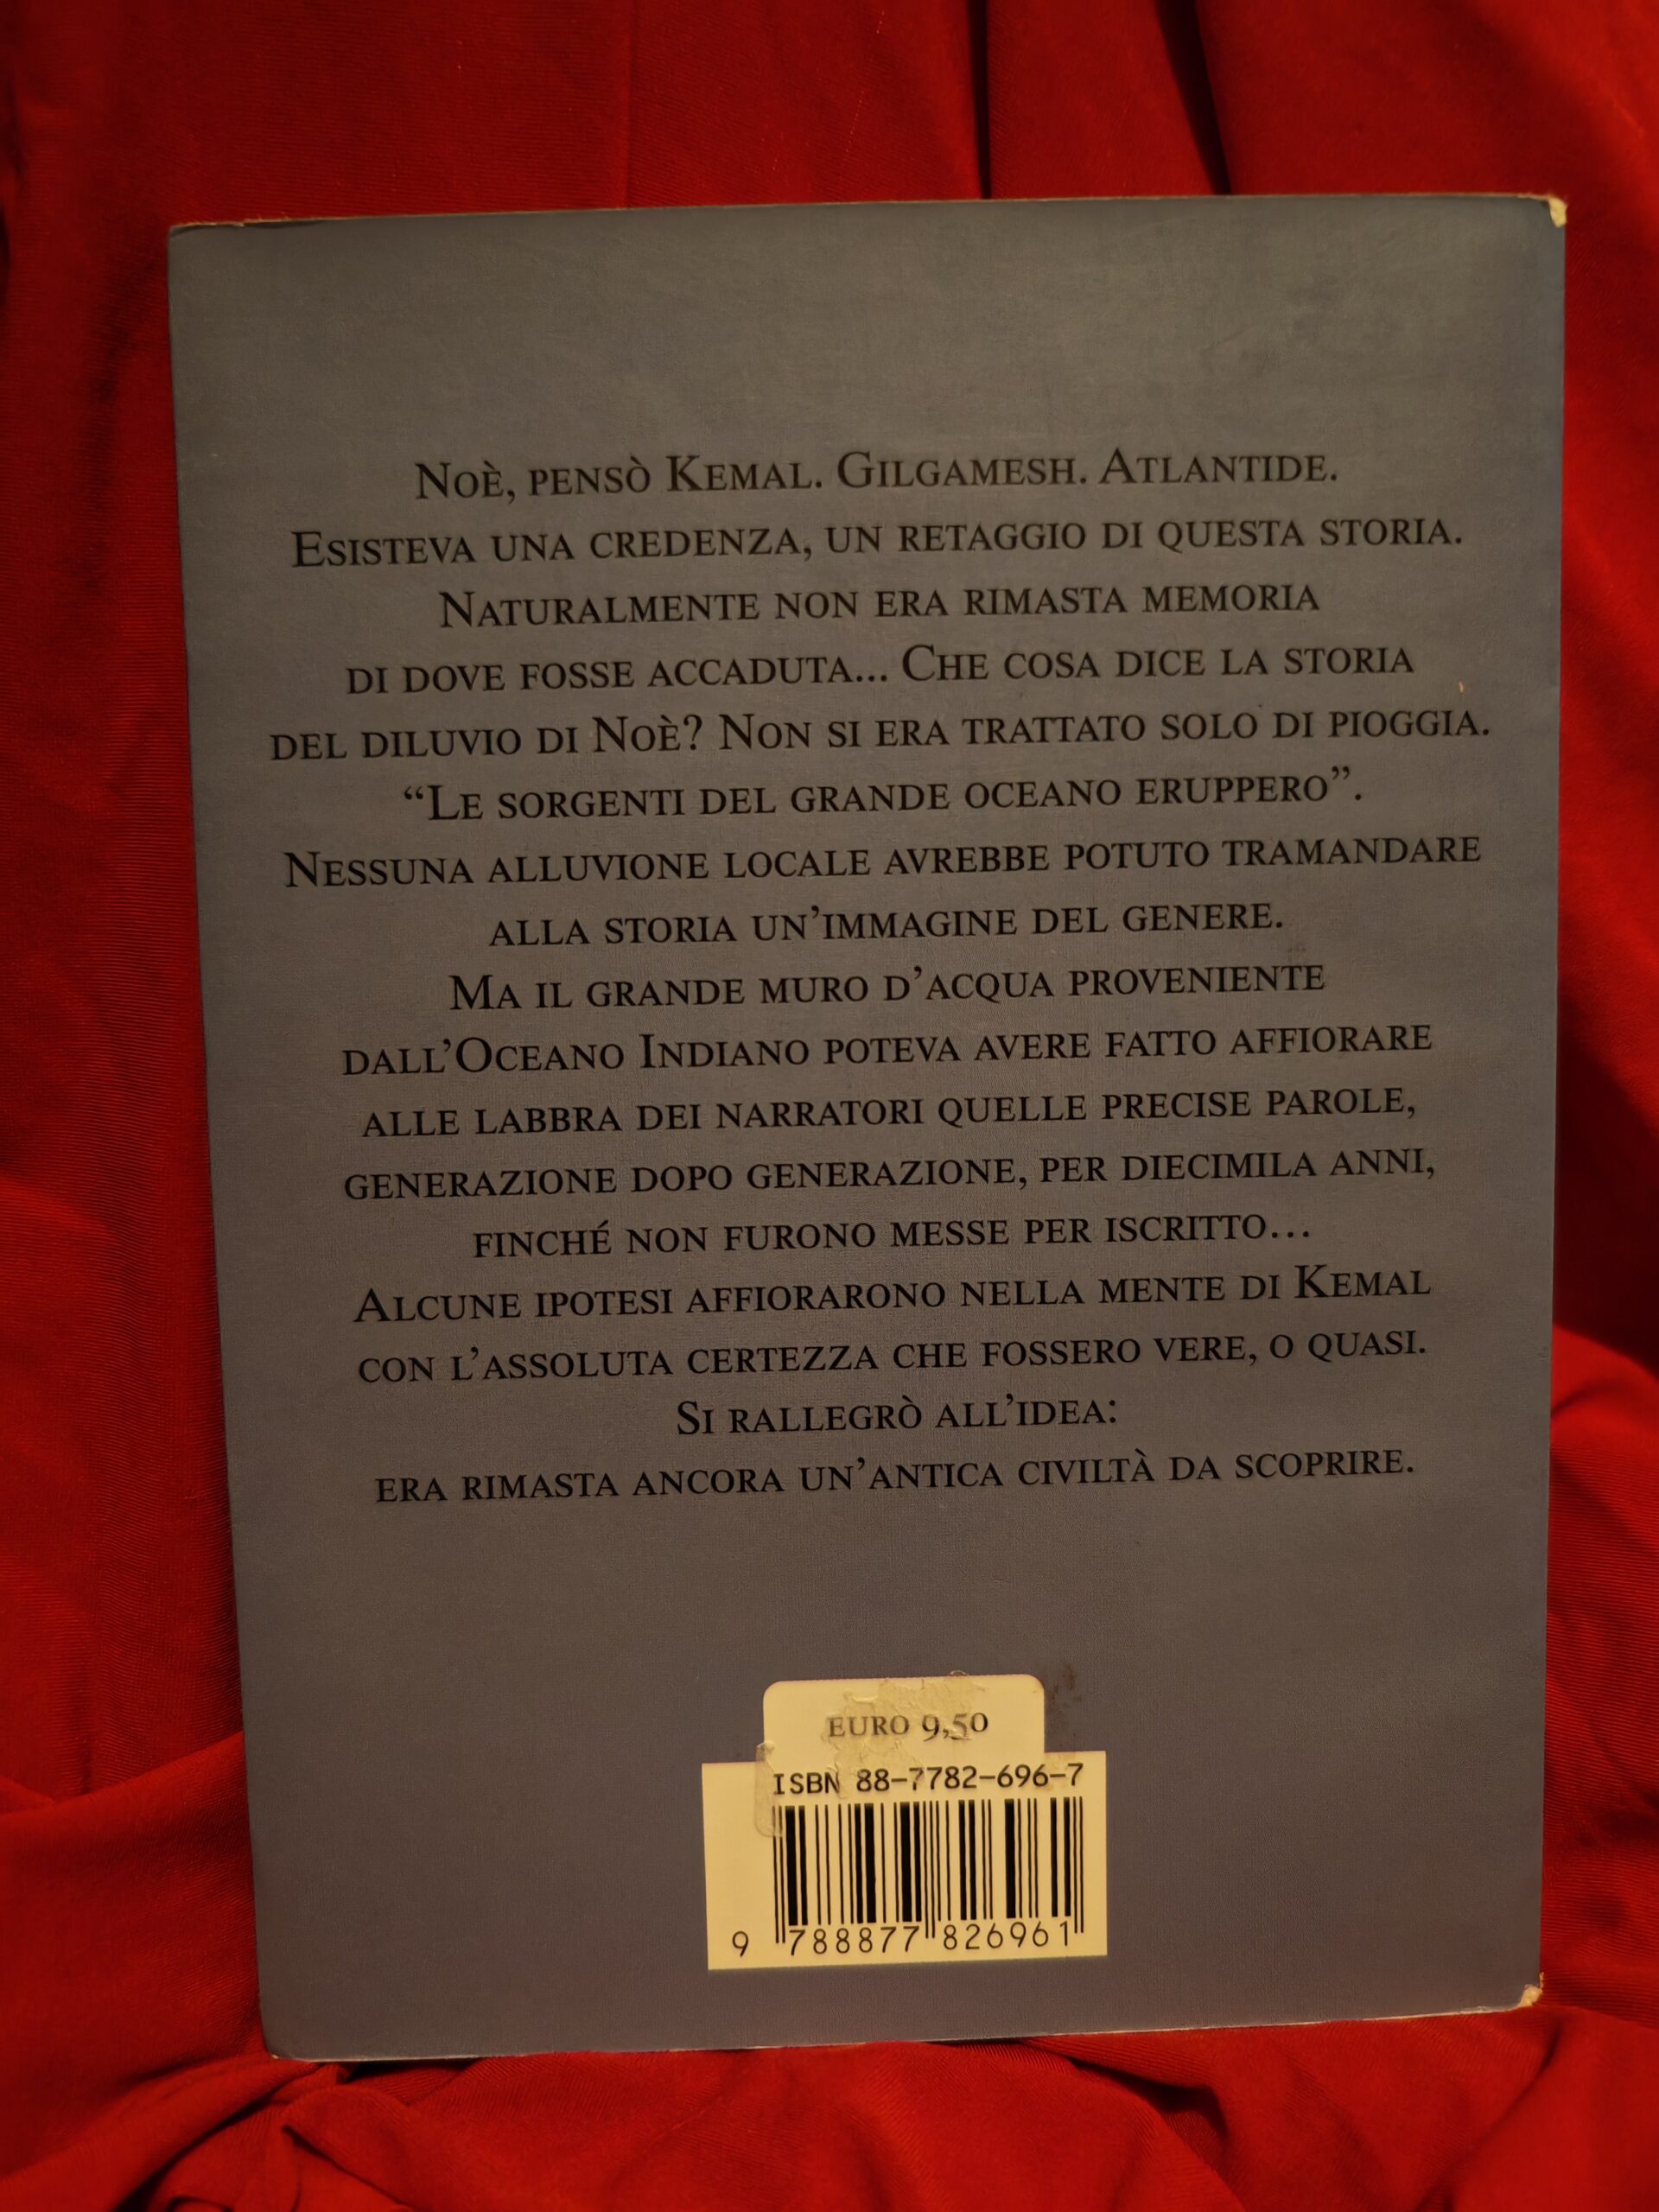 Noè, pensò Kemal. Gilgamesh. Atlantide.
Esisteva una credenza, un retaggio di questa storia.
Naturalmente non era rimasta memoria
di dove fosse accaduta... Che cosa dice la storia
del diluvio di Noè? Non si era trattato solo di pioggia.
“Le sorgenti del grande oceano eruppero”.
Nessuna alluvione locale avrebbe potuto tramandare
alla storia un’immagine del genere.
Ma il grande muro d’acqua proveniente
dall’Oceano Indiano poteva avere fatto affiorare
alle labbra dei narratori quelle precise parole,
generazione dopo generazione, per diecimila anni,
finché non furono messe per iscritto...
Alcune ipotesi affiorarono nella mente di Kemal
con l’assoluta certezza che fossero vere, o quasi.
Si rallegrò all’idea:
era rimasta ancora un’antica civiltà da scoprire.
EURO 9,50
ISBN 88-7782-696-7
9 788877 826961